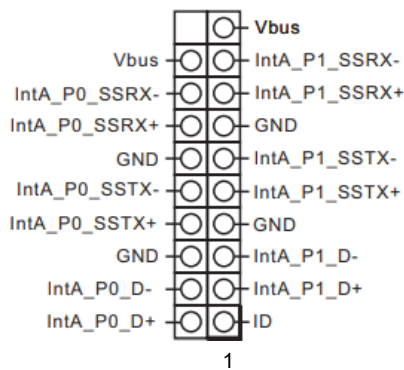 Vbus
Vbus IntA_P1_SSRX-
IntA_P0_SSRX- IntA_P1_SSRX+
IntA_P0_SSRX+ GND
GND IntA_P1_SSTX-
IntA_P0_SSTX- IntA_P1_SSTX+
IntA_P0_SSTX+ GND
GND IntA_P1_D-
IntA_P0_D- IntA_P1_D+
IntA_P0_D+ ID
1